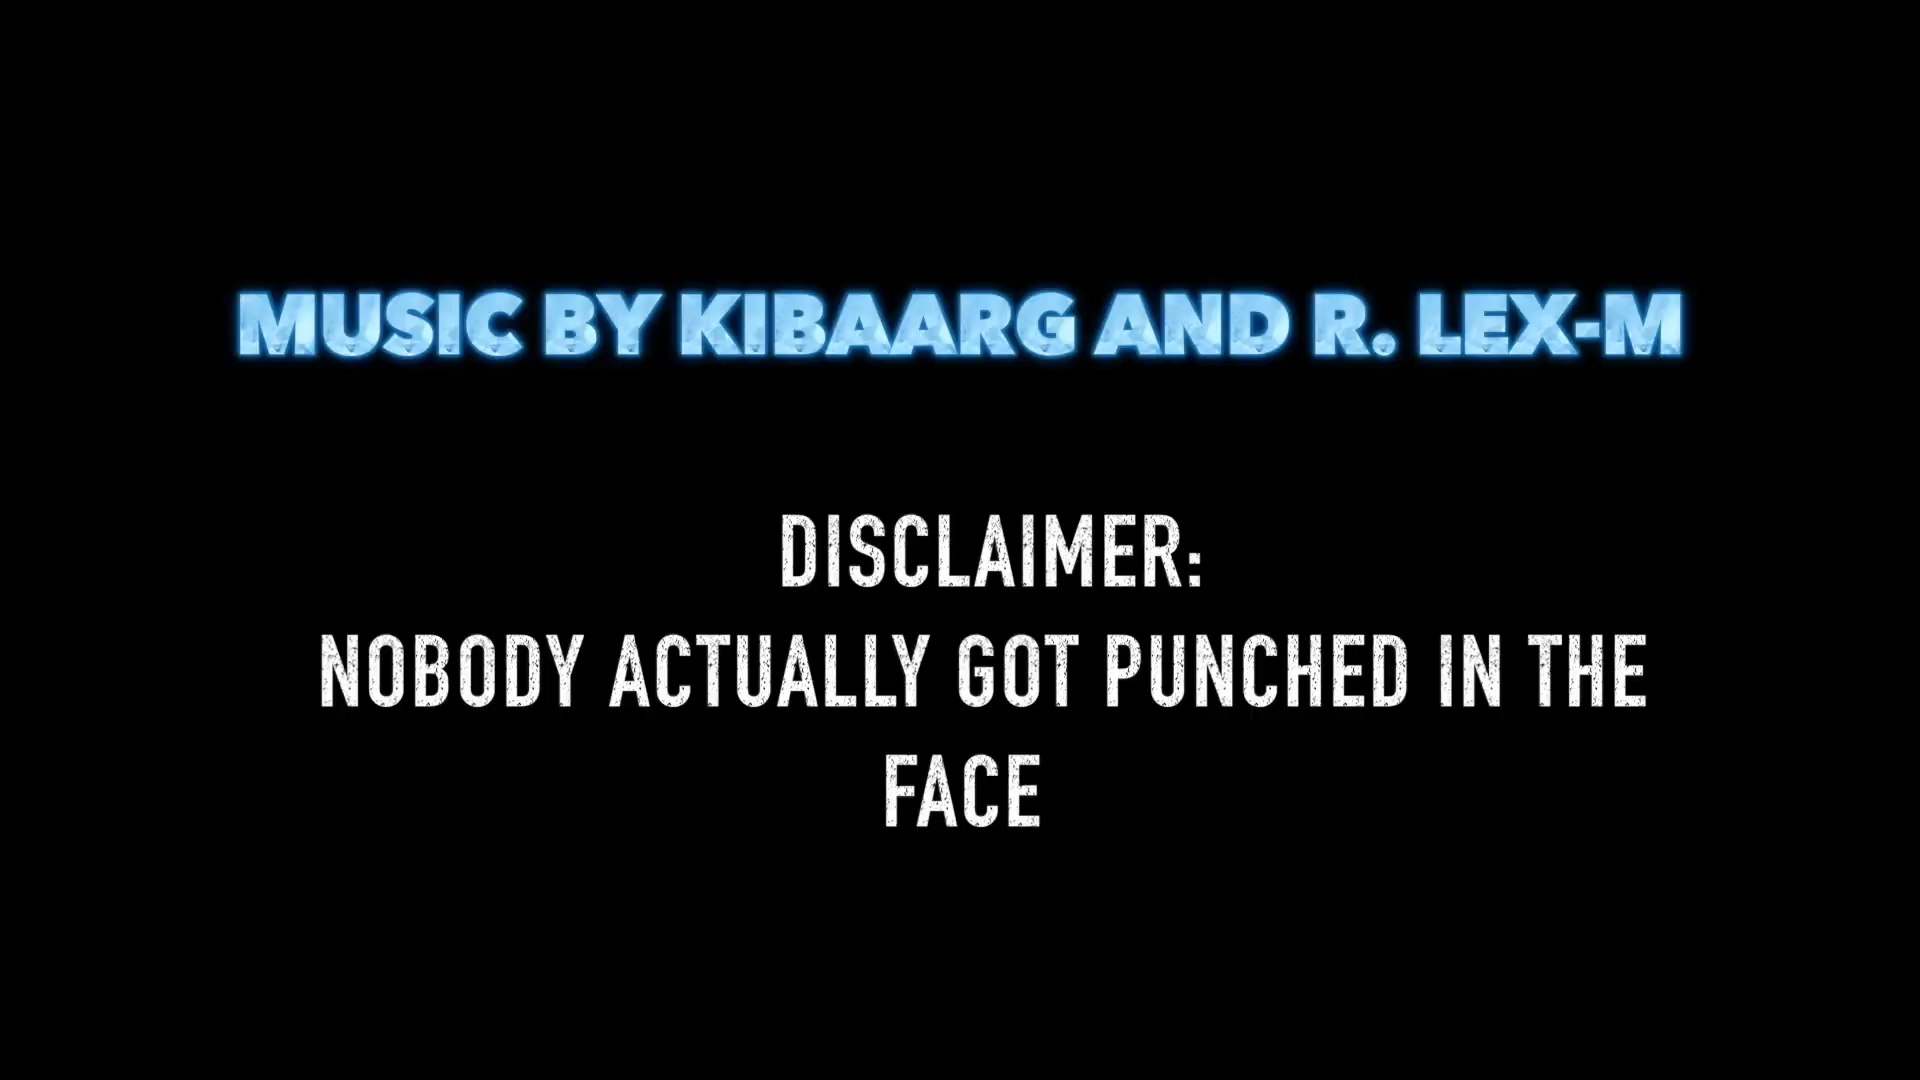 MUSIC BY KIBAARG AND R. LEX-M
DISCLAIMER:
NOBODY ACTUALLY GOT PUNCHED IN THE
FACE